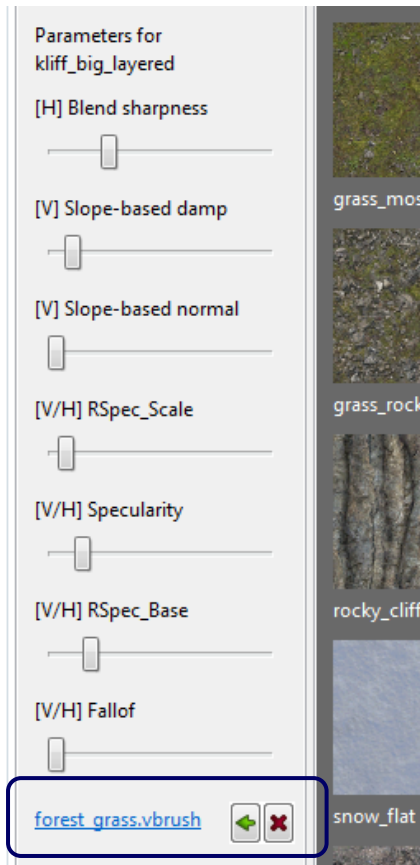 Parameters for
kliff_big_layered
[H] Blend sharpness
[V] Slope-based damp
[V] Slope-based normal
[V/H] RSpec_Scale
[V/H] Specularity
[V/H] RSpec_Base
[V/H] Fallof
forest_grass.vbrush
grass_mos
grass_rock
rocky_cliff
snow_flat